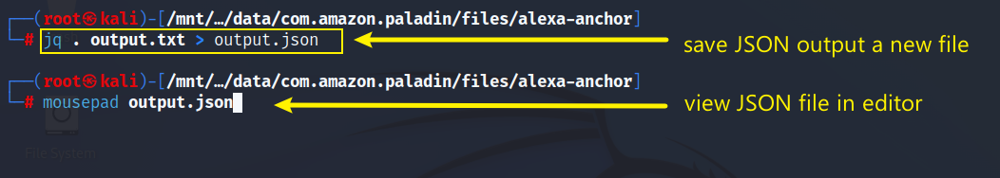 ┌──(root㉿kali)-[/mnt/…/data/com.amazon.paladin/files/alexa-anchor]
└─# jq . output.txt > output.json
save JSON output a new file
┌──(root㉿kali)-[/mnt/…/data/com.amazon.paladin/files/alexa-anchor]
└─# mousepad output.json
view JSON file in editor
File System